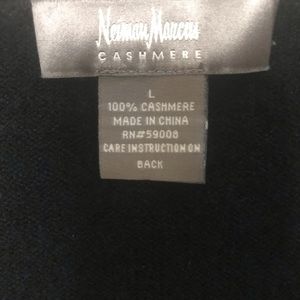 Neiman Marcus
CASHMERE
L
100% CASHMERE
MADE IN CHINA
RN#59008
CARE INSTRUCTION ON
BACK